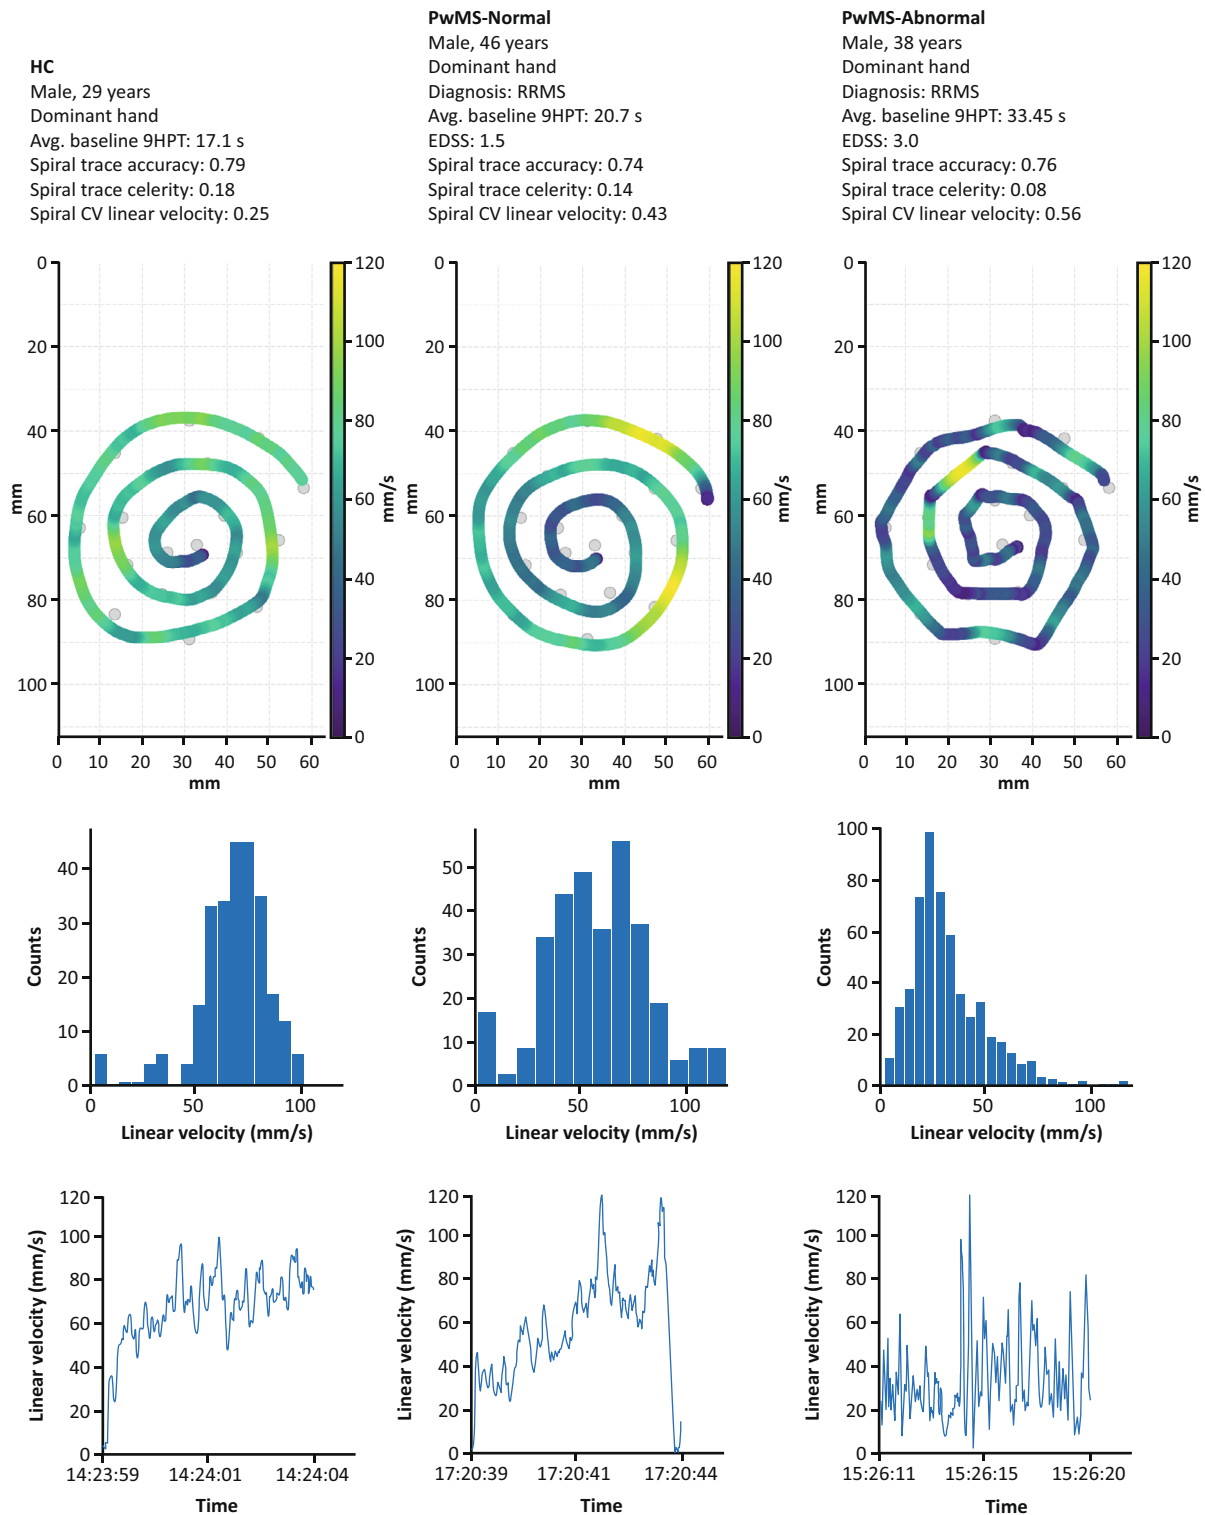 HC
Male, 29 years
Dominant hand
Avg. baseline 9HPT: 17.1 s
Spiral trace accuracy: 0.79
Spiral trace celerity: 0.18
Spiral CV linear velocity: 0.25
PwMS-Normal
Male, 46 years
Dominant hand
Diagnosis: RRMS
Avg. baseline 9HPT: 20.7 s
EDSS: 1.5
Spiral trace accuracy: 0.74
Spiral trace celerity: 0.14
Spiral CV linear velocity: 0.43
PwMS-Abnormal
Male, 38 years
Dominant hand
Diagnosis: RRMS
Avg. baseline 9HPT: 33.45 s
EDSS: 3.0
Spiral trace accuracy: 0.76
Spiral trace celerity: 0.08
Spiral CV linear velocity: 0.56
0
20
40
60
80
100
mm
0 10 20 30 40 50 60
mm
120
100
80
60
40
20
0
mm/s
0
20
40
60
80
100
mm
0 10 20 30 40 50 60
mm
120
100
80
60
40
20
0
mm/s
0
20
40
60
80
100
mm
0 10 20 30 40 50 60
mm
120
100
80
60
40
20
0
mm/s
40
30
20
10
0
Counts
0 50 100
Linear velocity (mm/s)
50
40
30
20
10
0
Counts
0 50 100
Linear velocity (mm/s)
100
80
60
40
20
0
Counts
0 50 100
Linear velocity (mm/s)
120
100
80
60
40
20
0
Linear velocity (mm/s)
14:23:59 14:24:01 14:24:04
Time
120
100
80
60
40
20
0
Linear velocity (mm/s)
17:20:39 17:20:41 17:20:44
Time
120
100
80
60
40
20
0
Linear velocity (mm/s)
15:26:11 15:26:15 15:26:20
Time